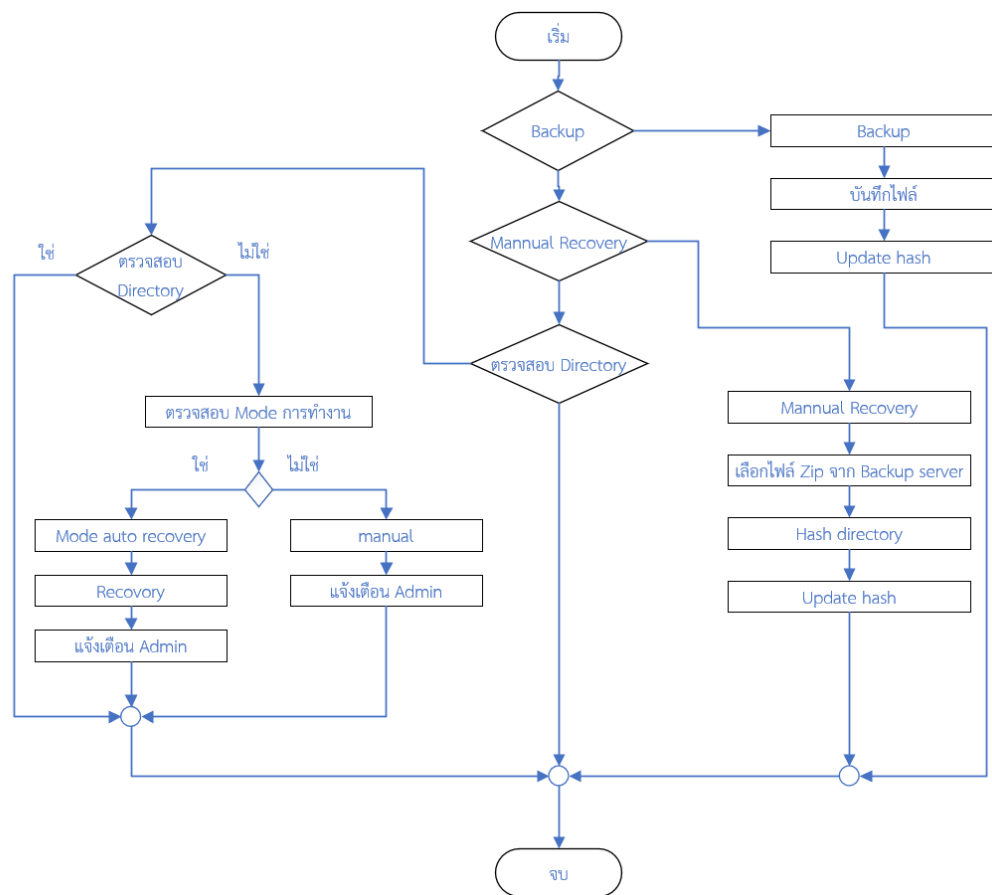 เริ่ม
Backup
Backup
บันทึกไฟล์
Update hash
Mannual Recovery
ตรวจสอบ Directory
ใช่
ไม่ใช่
ตรวจสอบ
Directory
ตรวจสอบ Mode การทำงาน
ใช่
ไม่ใช่
Mode auto recovery
Recovory
แจ้งเตือน Admin
manual
แจ้งเตือน Admin
Mannual Recovery
เลือกไฟล์ Zip จาก Backup server
Hash directory
Update hash
จบ